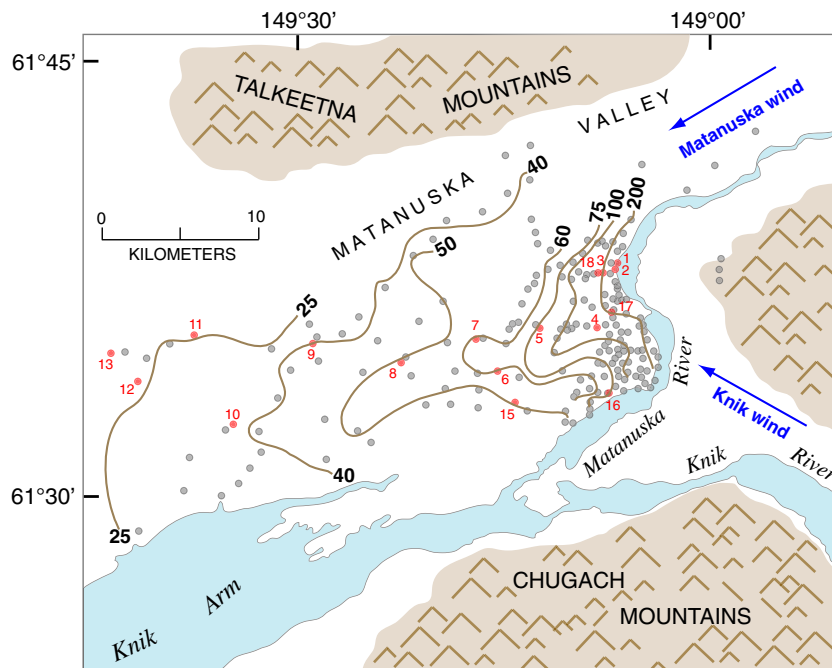 149°30’
149°00’
61°45’
TALKEETNA
MOUNTAINS
VALLEY
Matanuska wind
MATANUSKA
40
200
100
75
60
50
0
10
KILOMETERS
25
1
2
3
18
17
4
5
7
6
8
9
11
13
12
10
15
16
River
Knik wind
Matanuska
Knik
River
40
61°30’
25
CHUGACH
MOUNTAINS
Knik
Arm